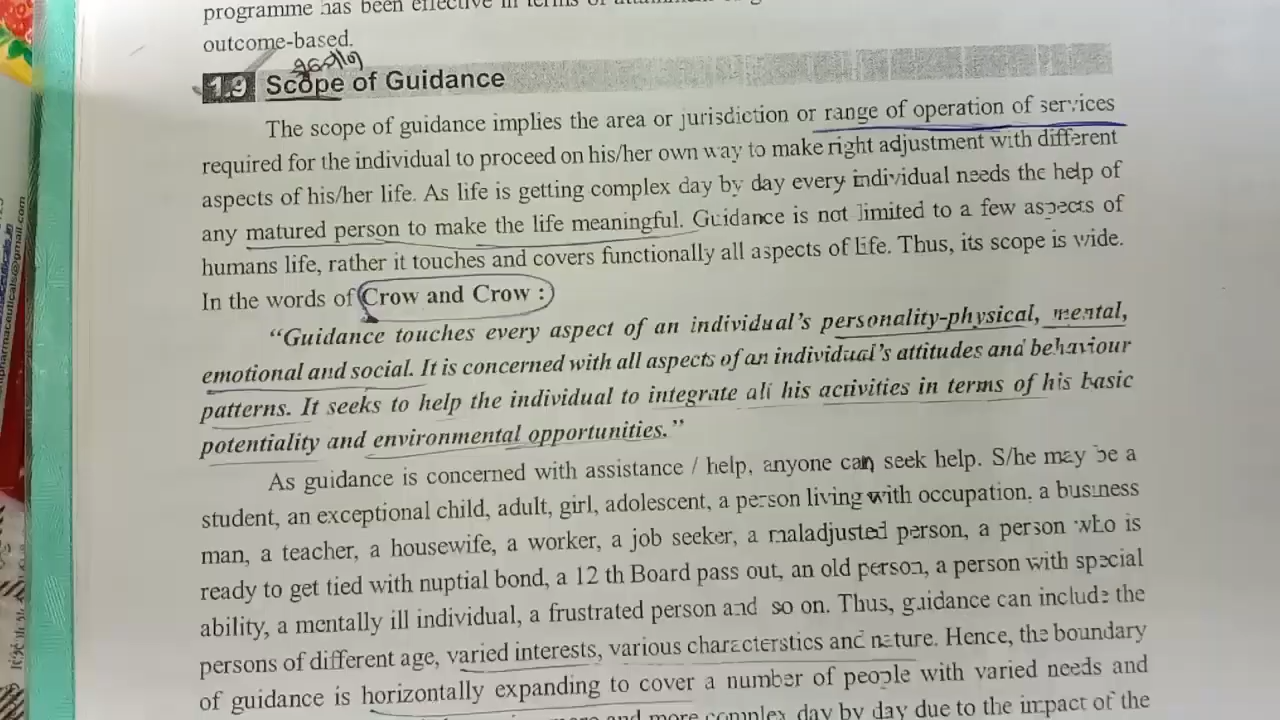 programme has been effective in terms of
outcome-based.
1.9 Scope of Guidance
The scope of guidance implies the area or jurisdiction or range of operation of services
required for the individual to proceed on his/her own way to make right adjustment with different
aspects of his/her life. As life is getting complex day by day every individual needs the help of
any matured person to make the life meaningful. Guidance is not limited to a few aspects of
humans life, rather it touches and covers functionally all aspects of life. Thus, its scope is wide.
In the words of Crow and Crow :
“Guidance touches every aspect of an individual’s personality-physical, mental,
emotional and social. It is concerned with all aspects of an individual’s attitudes and behaviour
patterns. It seeks to help the individual to integrate all his activities in terms of his basic
potentiality and environmental opportunities.”
As guidance is concerned with assistance / help, anyone can seek help. S/he may be a
student, an exceptional child, adult, girl, adolescent, a person living with occupation, a business
man, a teacher, a housewife, a worker, a job seeker, a maladjusted person, a person who is
ready to get tied with nuptial bond, a 12 th Board pass out, an old person, a person with special
ability, a mentally ill individual, a frustrated person and so on. Thus, guidance can include the
persons of different age, varied interests, various characterstics and nature. Hence, the boundary
of guidance is horizontally expanding to cover a number of people with varied needs and
and more complex day by day due to the impact of the